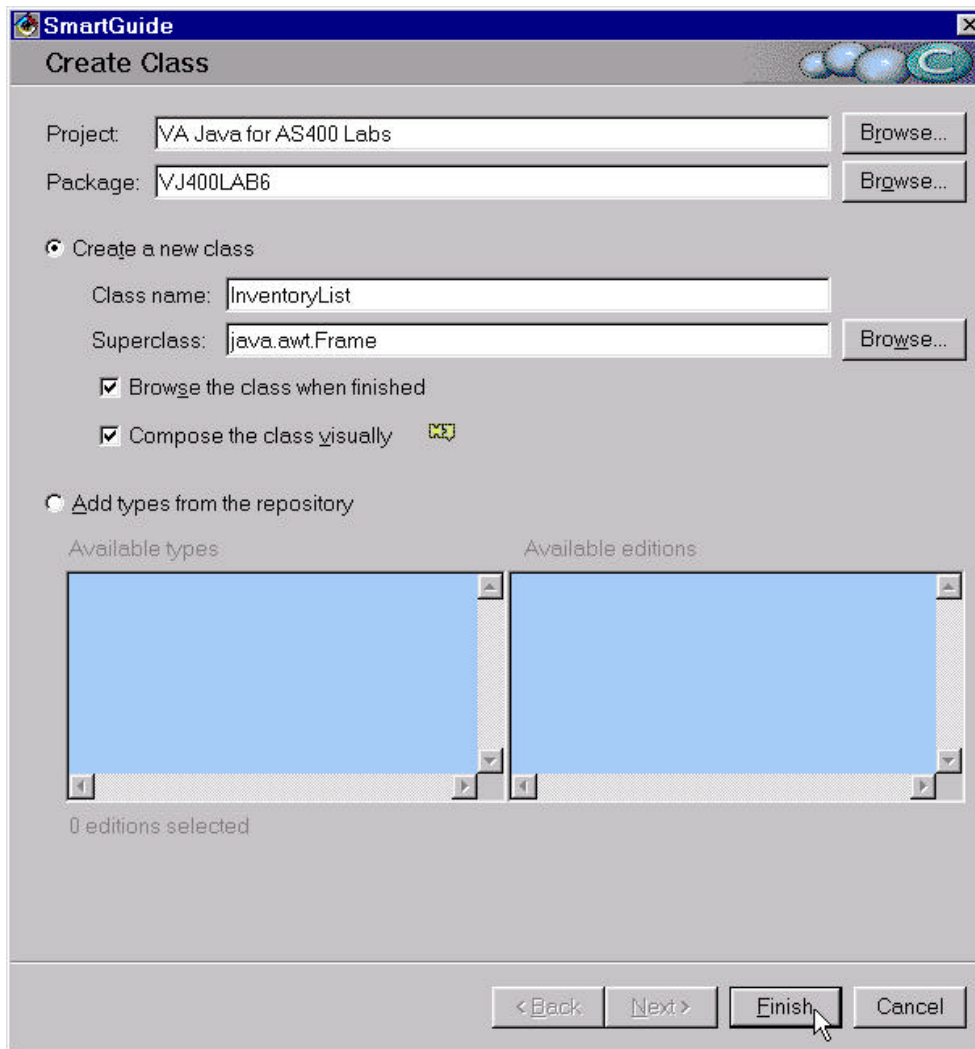 SmartGuide
Create Class
Project: VA Java for AS400 Labs Browse...
Package: VJ400LAB6 Browse...
Create a new class
Class name: InventoryList
Superclass: java.awt.Frame Browse...
Browse the class when finished
Compose the class visually
Add types from the repository
Available types Available editions
0 editions selected
< Back Next > Finish Cancel